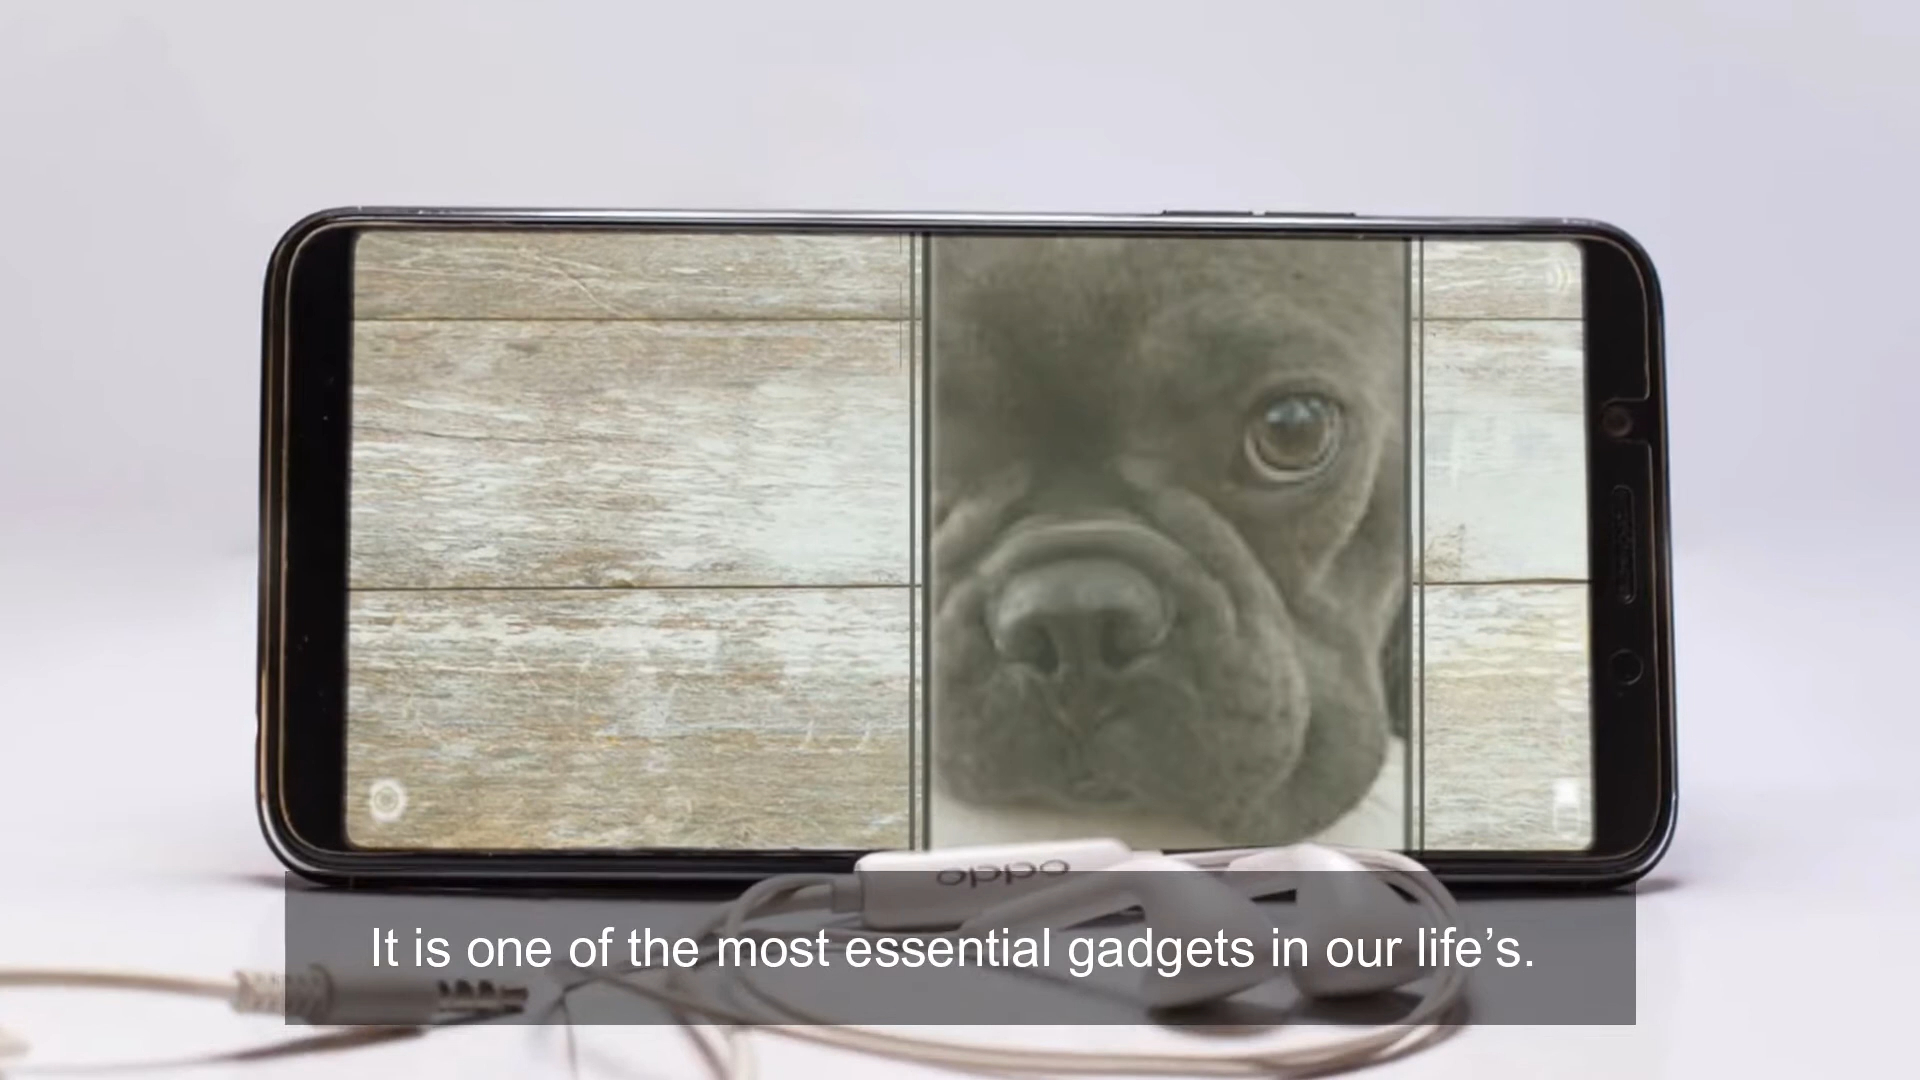 oppo
It is one of the most essential gadgets in our life’s.